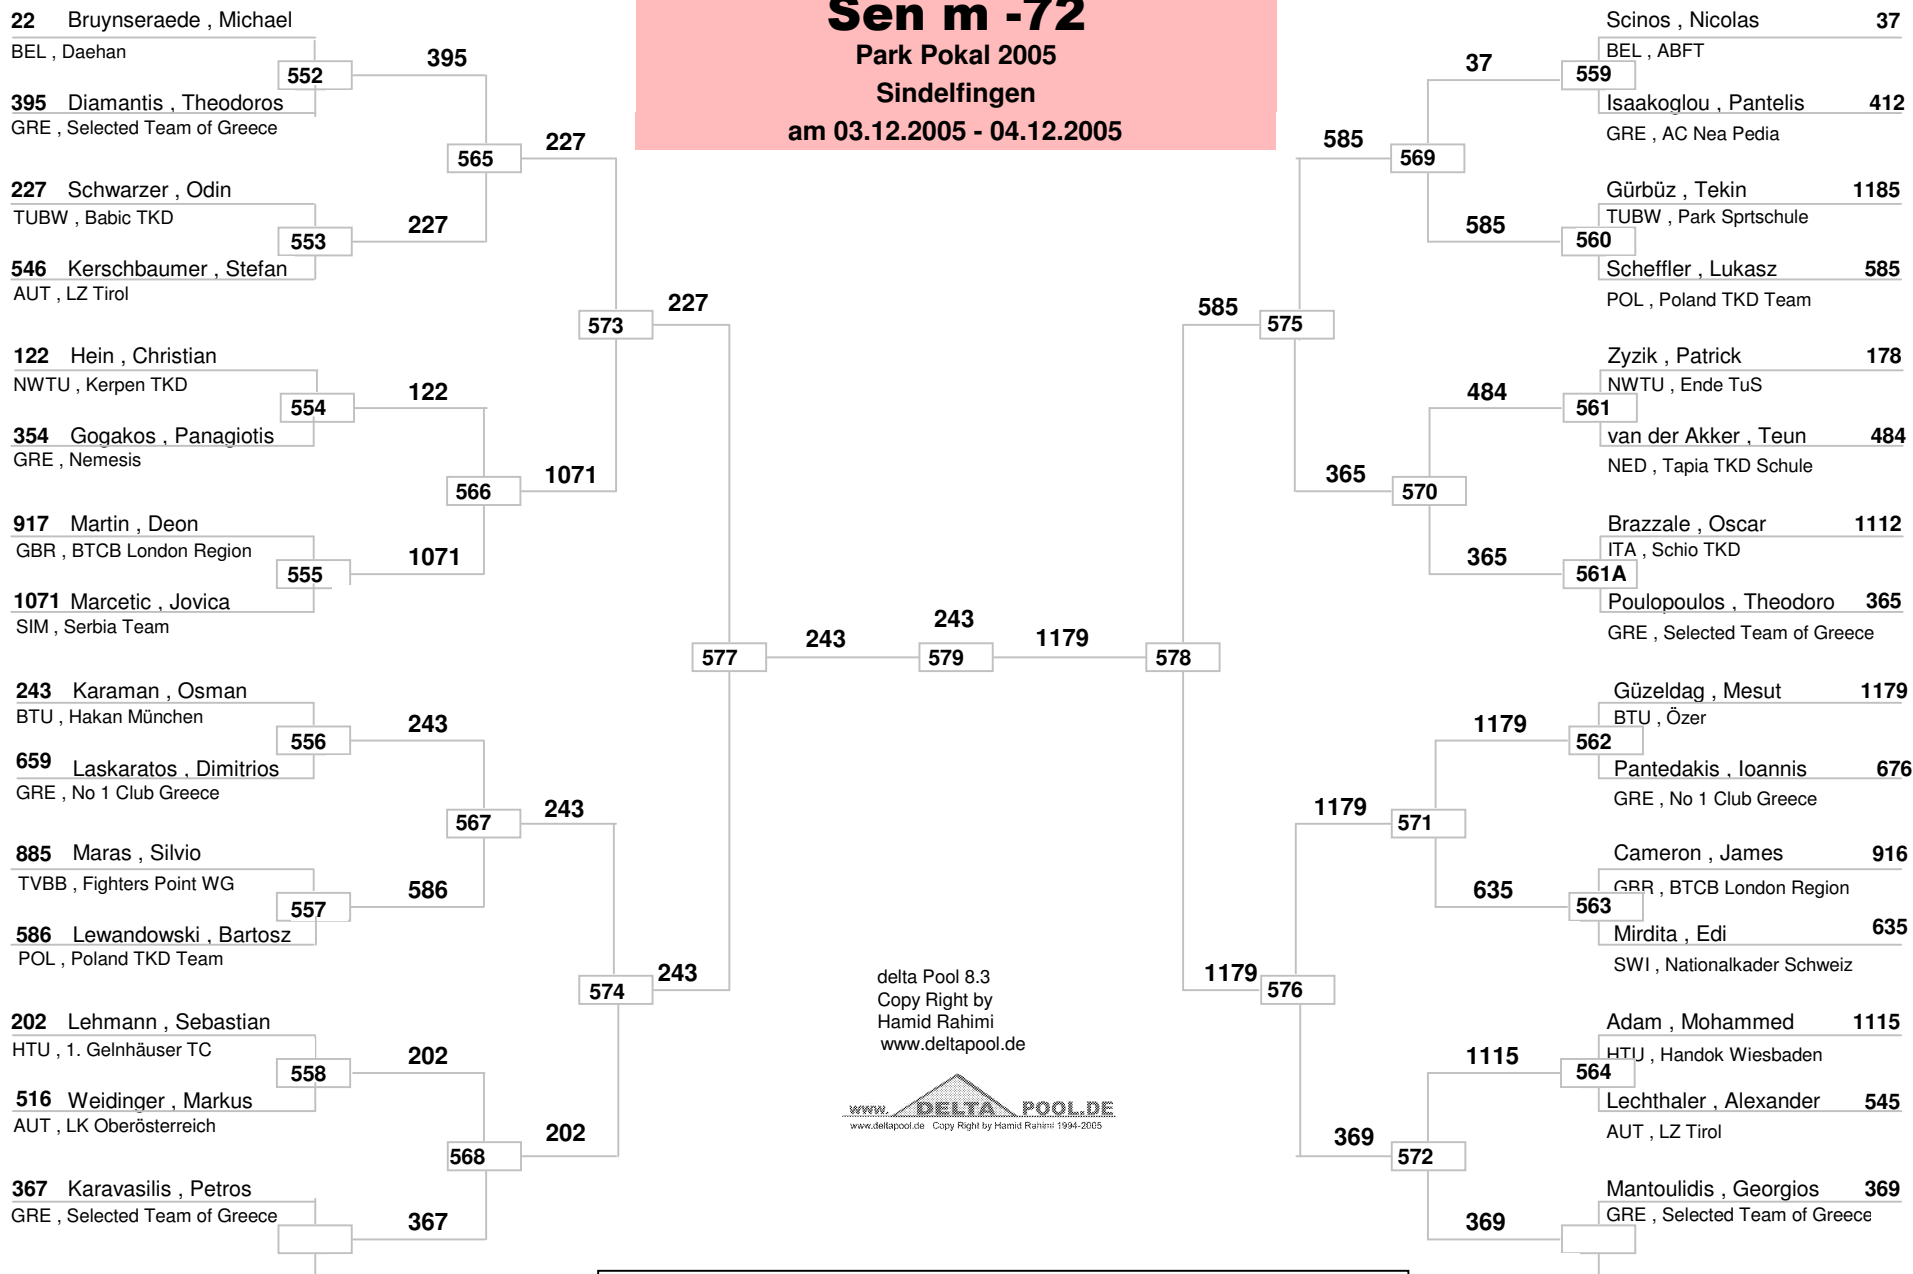 Sen m -72
Park Pokal 2005
Sindelfingen
am 03.12.2005 - 04.12.2005
22 Bruynseraede , Michael
BEL , Daehan
552
395
395 Diamantis , Theodoros
GRE , Selected Team of Greece
565
227
227 Schwarzer , Odin
TUBW , Babic TKD
553
227
546 Kerschbaumer , Stefan
AUT , LZ Tirol
573
227
122 Hein , Christian
NWTU , Kerpen TKD
554
122
354 Gogakos , Panagiotis
GRE , Nemesis
566
1071
917 Martin , Deon
GBR , BTCB London Region
555
1071
1071 Marcetic , Jovica
SIM , Serbia Team
577
243
243
579
1179
578
243 Karaman , Osman
BTU , Hakan München
556
243
659 Laskaratos , Dimitrios
GRE , No 1 Club Greece
567
243
885 Maras , Silvio
TVBB , Fighters Point WG
557
586
586 Lewandowski , Bartosz
POL , Poland TKD Team
574
243
202 Lehmann , Sebastian
HTU , 1. Gelnhäuser TC
558
202
516 Weidinger , Markus
AUT , LK Oberösterreich
568
202
367 Karavasilis , Petros
GRE , Selected Team of Greece
367
Scinos , Nicolas 37
BEL , ABFT
37
559
Isaakoglou , Pantelis 412
GRE , AC Nea Pedia
585
569
Gürbüz , Tekin 1185
TUBW , Park Sprtschule
585
560
Scheffler , Lukasz 585
POL , Poland TKD Team
585
575
Zyzik , Patrick 178
NWTU , Ende TuS
484
561
van der Akker , Teun 484
NED , Tapia TKD Schule
365
570
Brazzale , Oscar 1112
ITA , Schio TKD
365
561A
Poulopoulos , Theodoro 365
GRE , Selected Team of Greece
Güzeldag , Mesut 1179
BTU , Özer
1179
562
Pantedakis , Ioannis 676
GRE , No 1 Club Greece
1179
571
Cameron , James 916
GBR , BTCB London Region
635
563
Mirdita , Edi 635
SWI , Nationalkader Schweiz
1179
576
Adam , Mohammed 1115
HTU , Handok Wiesbaden
1115
564
Lechthaler , Alexander 545
AUT , LZ Tirol
369
572
Mantoulidis , Georgios 369
GRE , Selected Team of Greece
369
delta Pool 8.3
Copy Right by
Hamid Rahimi
www.deltapool.de
www. DELTA POOL.DE
www.deltapool.de Copy Right by Hamid Rahimi 1994-2005